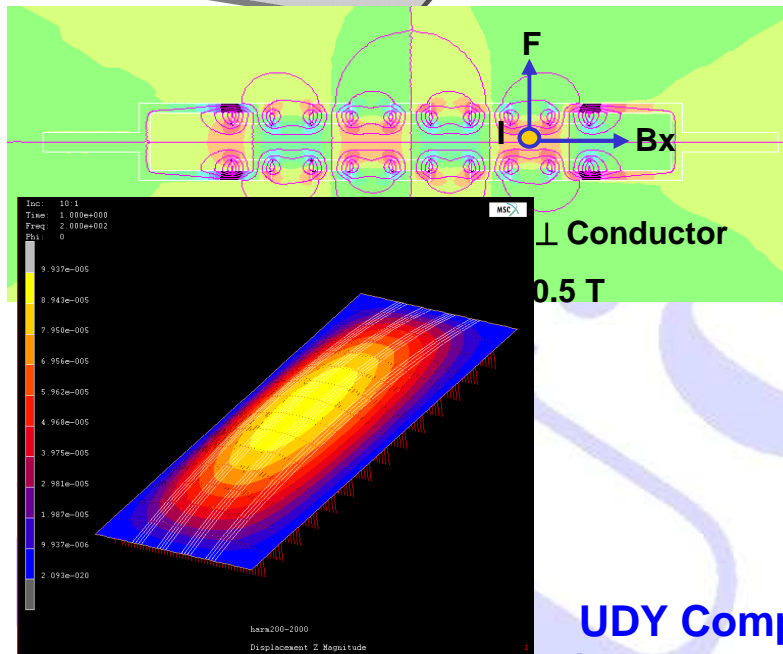 F
I
Bx
⊥ Conductor
0.5 T
Inc: 10:1
Time: 1.000e+000
Freq: 2.000e+002
Phi: 0
MSC
9.937e-005
8.943e-005
7.950e-005
6.956e-005
5.962e-005
4.968e-005
3.975e-005
2.981e-005
1.987e-005
9.937e-006
2.093e-020
harm200-2000
Displacement Z Magnitude
1
UDY Comp